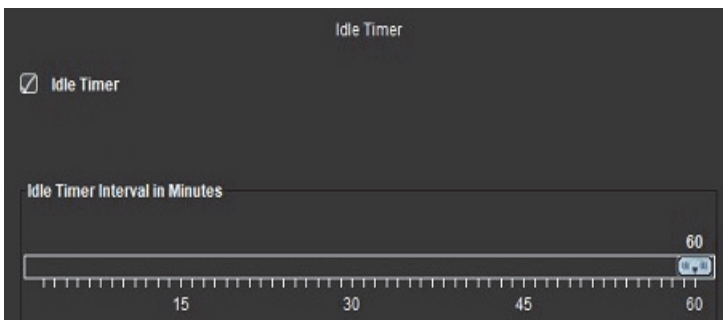 Idle Timer
Idle Timer
Idle Timer Interval in Minutes
60
15 30 45 60